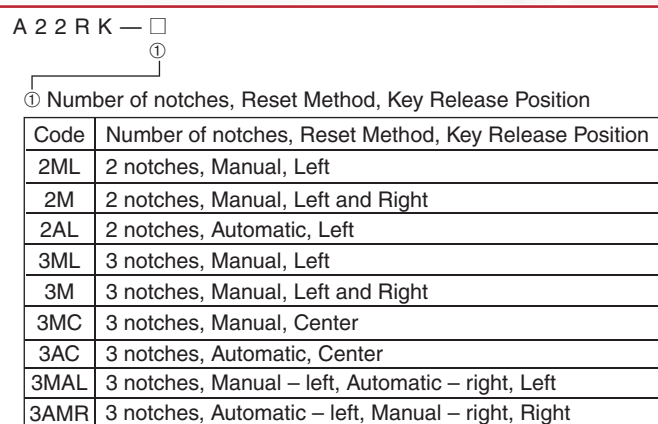 A22RK—□
①
① Number of notches, Reset Method, Key Release Position
Code Number of notches, Reset Method, Key Release Position
2ML 2 notches, Manual, Left
2M 2 notches, Manual, Left and Right
2AL 2 notches, Automatic, Left
3ML 3 notches, Manual, Left
3M 3 notches, Manual, Left and Right
3MC 3 notches, Manual, Center
3AC 3 notches, Automatic, Center
3MAL 3 notches, Manual – left, Automatic – right, Left
3AMR 3 notches, Automatic – left, Manual – right, Right